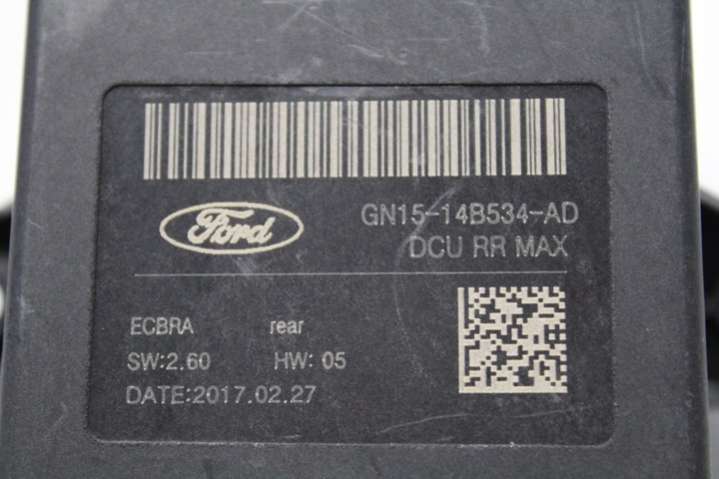 Ford
GN15-14B534-AD
DCU RR MAX
ECBRA rear
SW:2.60 HW: 05
DATE:2017.02.27